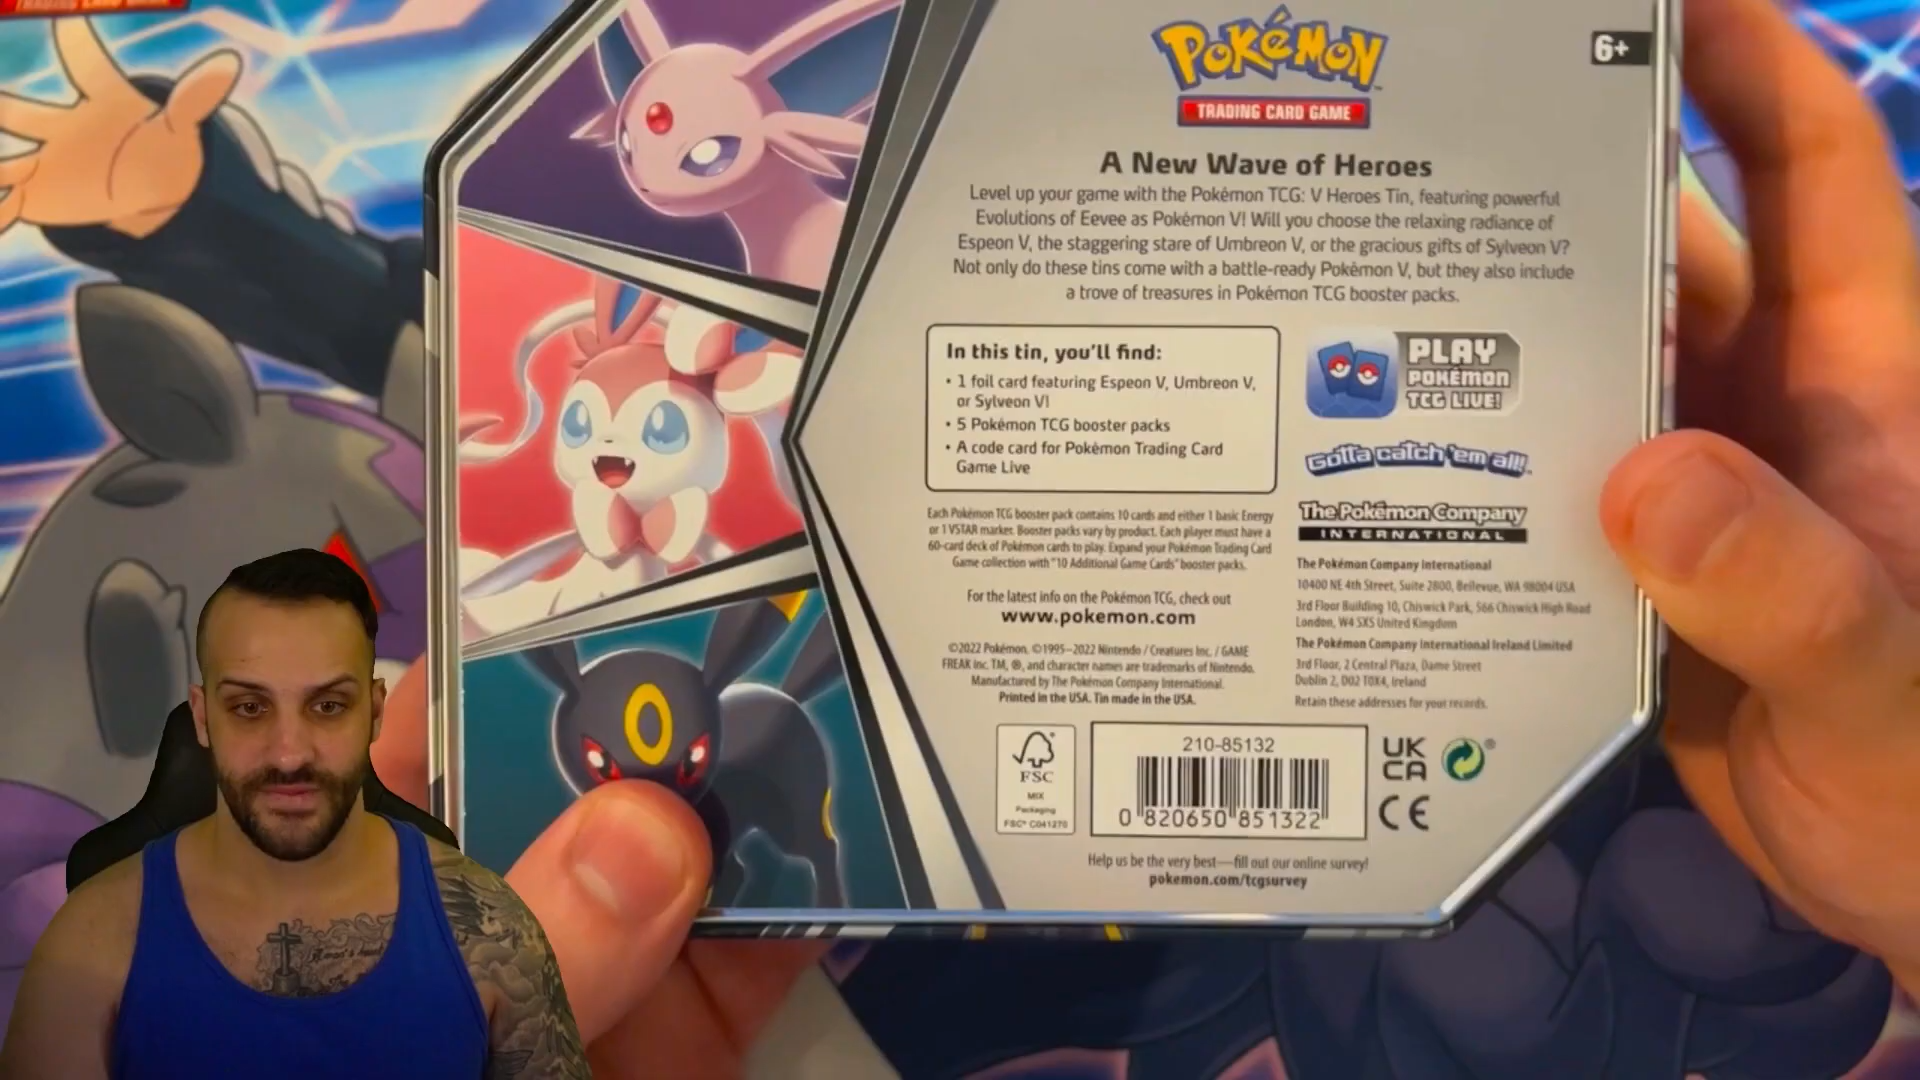 TRADING CARD GAME
POKéMON
TRADING CARD GAME
6+
A New Wave of Heroes
Level up your game with the Pokémon TCG: V Heroes Tin, featuring powerful
Evolutions of Eevee as Pokémon V! Will you choose the relaxing radiance of
Espeon V, the staggering stare of Umbreon V, or the gracious gifts of Sylveon V?
Not only do these tins come with a battle-ready Pokémon V, but they also include
a trove of treasures in Pokémon TCG booster packs.
In this tin, you'll find:
• 1 foil card featuring Espeon V, Umbreon V,
or Sylveon V!
• 5 Pokémon TCG booster packs
• A code card for Pokémon Trading Card
Game Live
PLAY
POKÉMON
TCG LIVE!
Gotta catch 'em all!
The Pokémon Company
INTERNATIONAL
Each Pokémon TCG booster pack contains 10 cards and either 1 basic Energy
or 1 VSTAR marker. Booster packs vary by product. Each player must have a
60-card deck of Pokémon cards to play. Expand your Pokémon Trading Card
Game collection with "10 Additional Game Cards" booster packs.
For the latest info on the Pokémon TCG, check out
www.pokemon.com
©2022 Pokémon. ©1995–2022 Nintendo / Creatures Inc. / GAME
FREAK Inc. TM, ®, and character names are trademarks of Nintendo.
Manufactured by The Pokémon Company International.
Printed in the USA. Tin made in the USA.
The Pokémon Company International
10400 NE 4th Street, Suite 2800, Bellevue, WA 98004 USA
3rd Floor Building 10, Chiswick Park, 566 Chiswick High Road
London, W4 5XS United Kingdom
The Pokémon Company International Ireland Limited
3rd Floor, 2 Central Plaza, Dame Street
Dublin 2, D02 T0X4, Ireland
Retain these addresses for your records.
FSC
MIX
Packaging
FSC® C041270
210-85132
0 820650 851322
UK
CA
CE
Help us be the very best—fill out our online survey!
pokemon.com/tcgsurvey